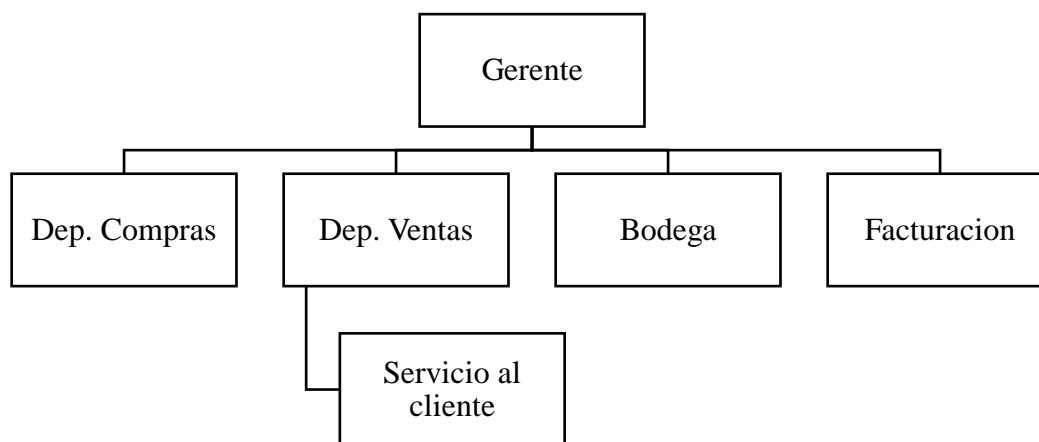 Gerente
Dep. Compras
Dep. Ventas
Bodega
Facturacion
Servicio al
cliente